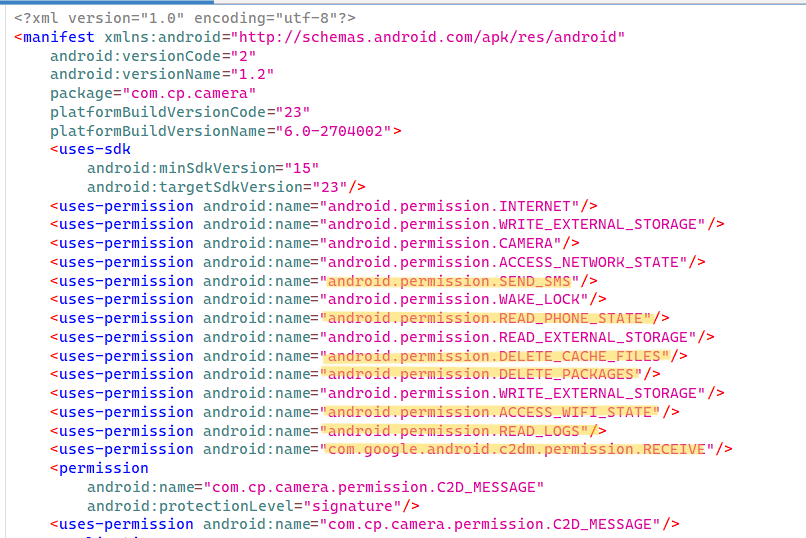 <?xml version="1.0" encoding="utf-8"?>
<manifest xmlns:android="http://schemas.android.com/apk/res/android"
android:versionCode="2"
android:versionName="1.2"
package="com.cp.camera"
platformBuildVersionCode="23"
platformBuildVersionName="6.0-2704002">
<uses-sdk
android:minSdkVersion="15"
android:targetSdkVersion="23"/>
<uses-permission android:name="android.permission.INTERNET"/>
<uses-permission android:name="android.permission.WRITE_EXTERNAL_STORAGE"/>
<uses-permission android:name="android.permission.CAMERA"/>
<uses-permission android:name="android.permission.ACCESS_NETWORK_STATE"/>
<uses-permission android:name="android.permission.SEND_SMS"/>
<uses-permission android:name="android.permission.WAKE_LOCK"/>
<uses-permission android:name="android.permission.READ_PHONE_STATE"/>
<uses-permission android:name="android.permission.READ_EXTERNAL_STORAGE"/>
<uses-permission android:name="android.permission.DELETE_CACHE_FILES"/>
<uses-permission android:name="android.permission.DELETE_PACKAGES"/>
<uses-permission android:name="android.permission.WRITE_EXTERNAL_STORAGE"/>
<uses-permission android:name="android.permission.ACCESS_WIFI_STATE"/>
<uses-permission android:name="android.permission.READ_LOGS"/>
<uses-permission android:name="com.google.android.c2dm.permission.RECEIVE"/>
<permission
android:name="com.cp.camera.permission.C2D_MESSAGE"
android:protectionLevel="signature"/>
<uses-permission android:name="com.cp.camera.permission.C2D_MESSAGE"/>